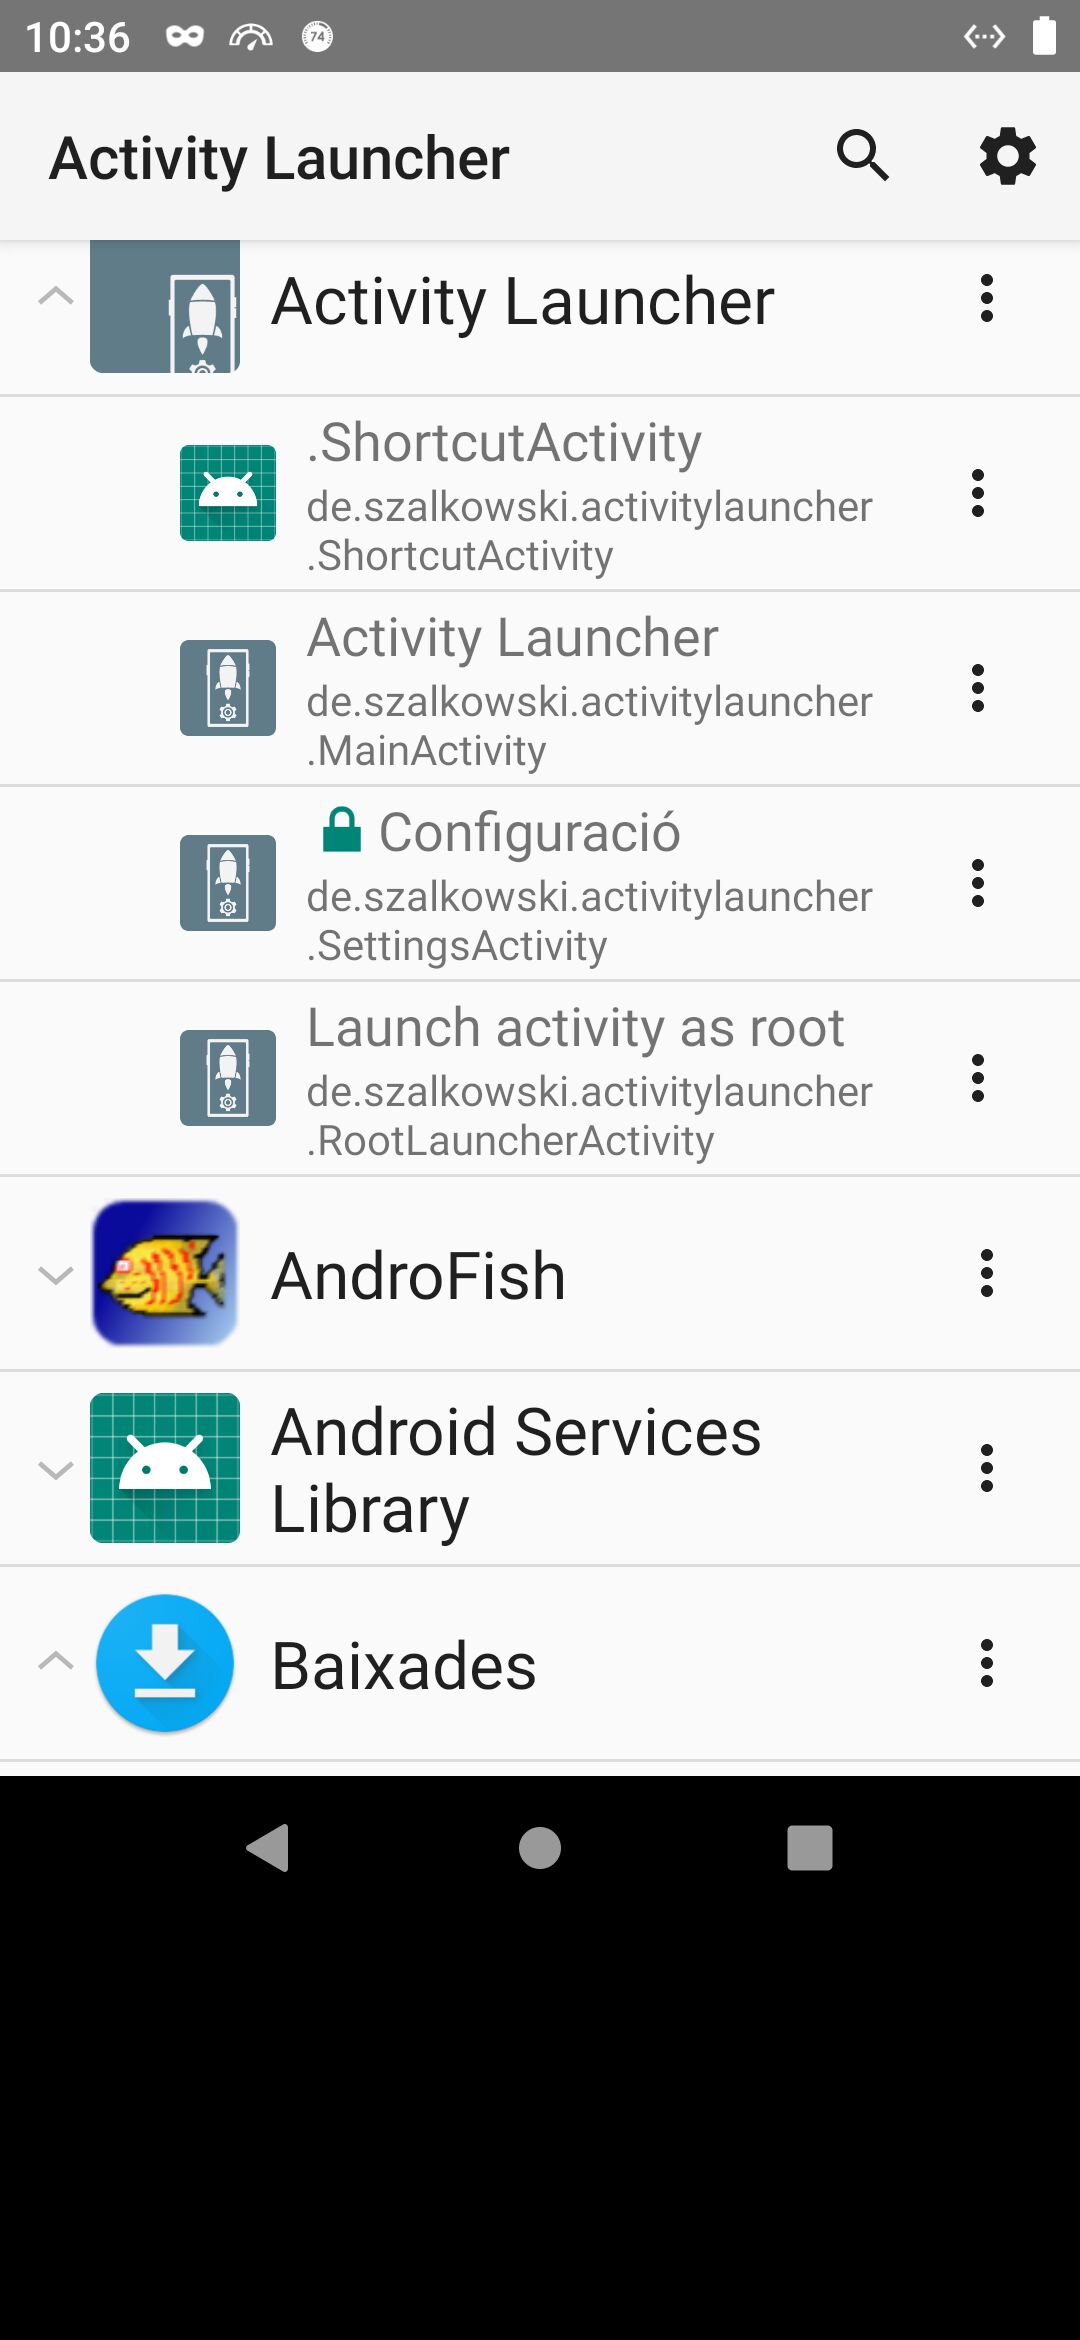 10:36
74
Activity Launcher
Activity Launcher
.ShortcutActivity
de.szalkowski.activitylauncher
.ShortcutActivity
Activity Launcher
de.szalkowski.activitylauncher
.MainActivity
Configuració
de.szalkowski.activitylauncher
.SettingsActivity
Launch activity as root
de.szalkowski.activitylauncher
.RootLauncherActivity
AndroFish
Android Services
Library
Baixades